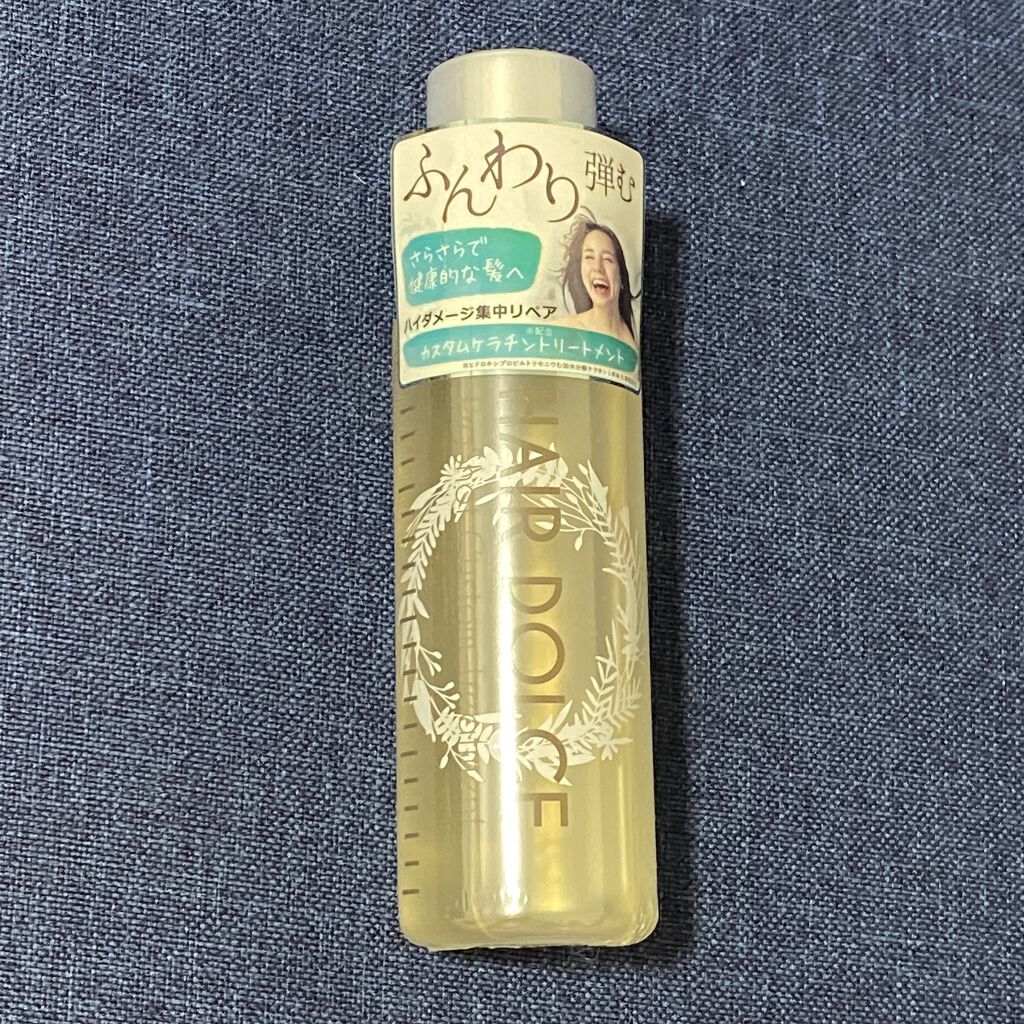 ふんわり弾む
さらさらで
健康的な髪へ
ハイダメージ集中リペア
※配合
カスタムケラチントリートメント
HAIR DOLCE